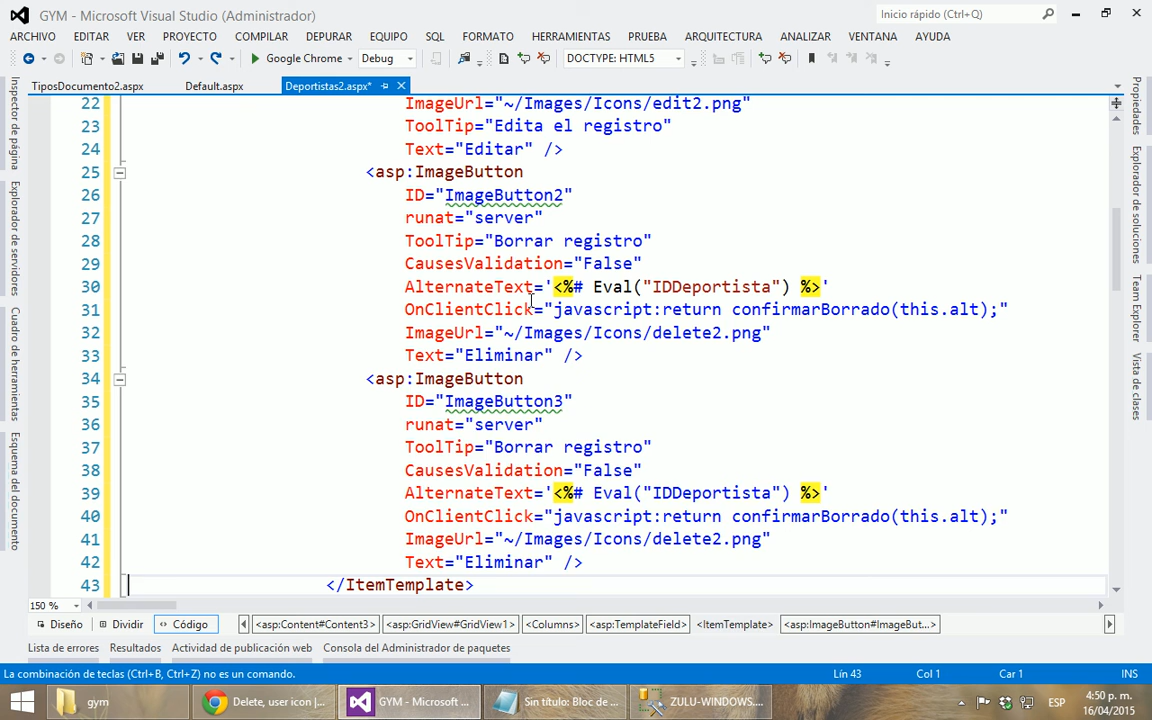 GYM - Microsoft Visual Studio (Administrador)
Inicio rápido (Ctrl+Q)
ARCHIVO EDITAR VER PROYECTO COMPILAR DEPURAR EQUIPO SQL FORMATO HERRAMIENTAS PRUEBA ARQUITECTURA ANALIZAR VENTANA AYUDA
Google Chrome Debug DOCTYPE: HTML5
TiposDocumento2.aspx Default.aspx Deportistas2.aspx*
Inspector de página
Explorador de servidores
Cuadro de herramientas
Esquema del documento
22 ImageUrl="~/Images/Icons/edit2.png"
23 ToolTip="Edita el registro"
24 Text="Editar" />
25 <asp:ImageButton
26 ID="ImageButton2"
27 runat="server"
28 ToolTip="Borrar registro"
29 CausesValidation="False"
30 AlternateText='<%# Eval("IDDeportista") %>'
31 OnClientClick="javascript:return confirmarBorrado(this.alt);"
32 ImageUrl="~/Images/Icons/delete2.png"
33 Text="Eliminar" />
34 <asp:ImageButton
35 ID="ImageButton3"
36 runat="server"
37 ToolTip="Borrar registro"
38 CausesValidation="False"
39 AlternateText='<%# Eval("IDDeportista") %>'
40 OnClientClick="javascript:return confirmarBorrado(this.alt);"
41 ImageUrl="~/Images/Icons/delete2.png"
42 Text="Eliminar" />
43 </ItemTemplate>
Propiedades
Explorador de soluciones
Team Explorer
Vista de clases
150 %
Diseño Dividir Código <asp:Content#Content3> <asp:GridView#GridView1> <Columns> <asp:TemplateField> <ItemTemplate> <asp:ImageButton#ImageBut...>
Lista de errores Resultados Actividad de publicación web Consola del Administrador de paquetes
La combinación de teclas (Ctrl+B, Ctrl+Z) no es un comando. Lín 43 Col 1 Car 1 INS
gym Delete, user icon |... GYM - Microsoft ... Sin título: Bloc de ... ZULU-WINDOWS.... ESP 4:50 p. m.
16/04/2015